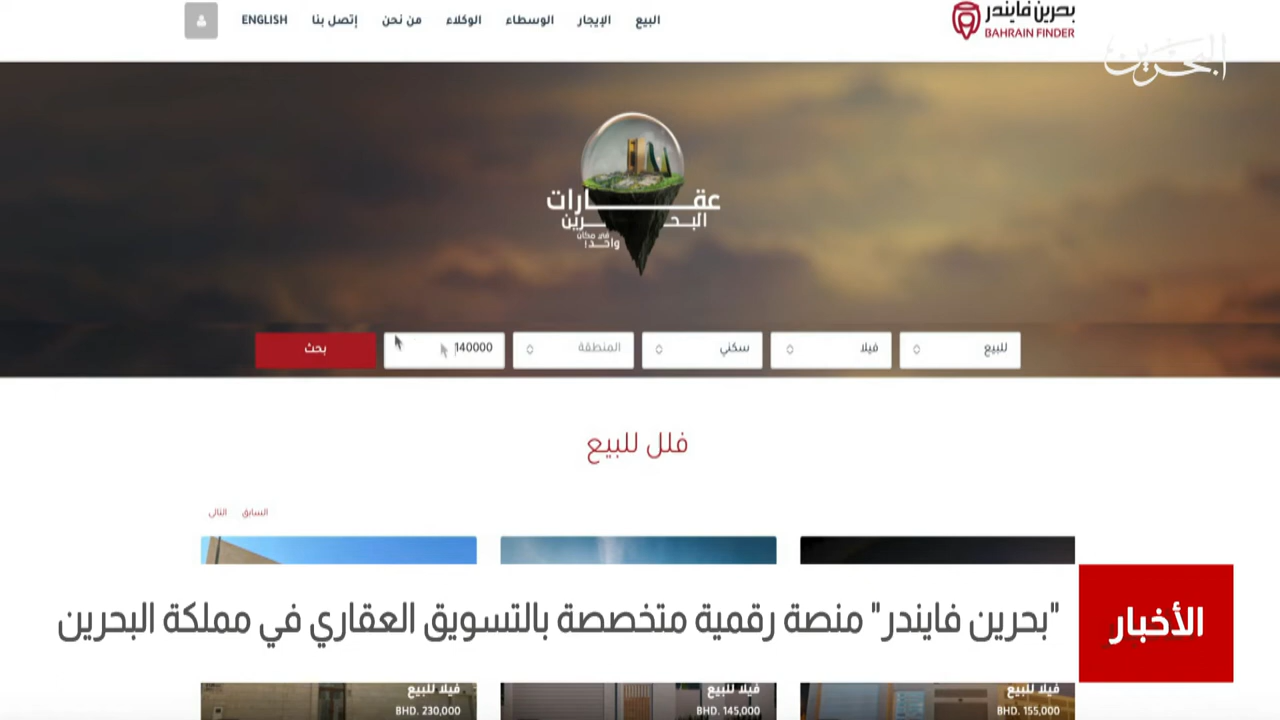 بحرين فايندر
BAHRAIN FINDER
البيع الإيجار الوسطاء الوكلاء من نحن إتصل بنا ENGLISH
البحرين
عقارات
البحرين
في مكان
واحد!
للبيع فيلا سكني المنطقة 140000 بحث
فلل للبيع
السابق التالي
الأخبار
"بحرين فايندر" منصة رقمية متخصصة بالتسويق العقاري في مملكة البحرين
فيلا للبيع فيلا للبيع فيلا للبيع
BHD. 155,000 BHD. 145,000 BHD. 230,000